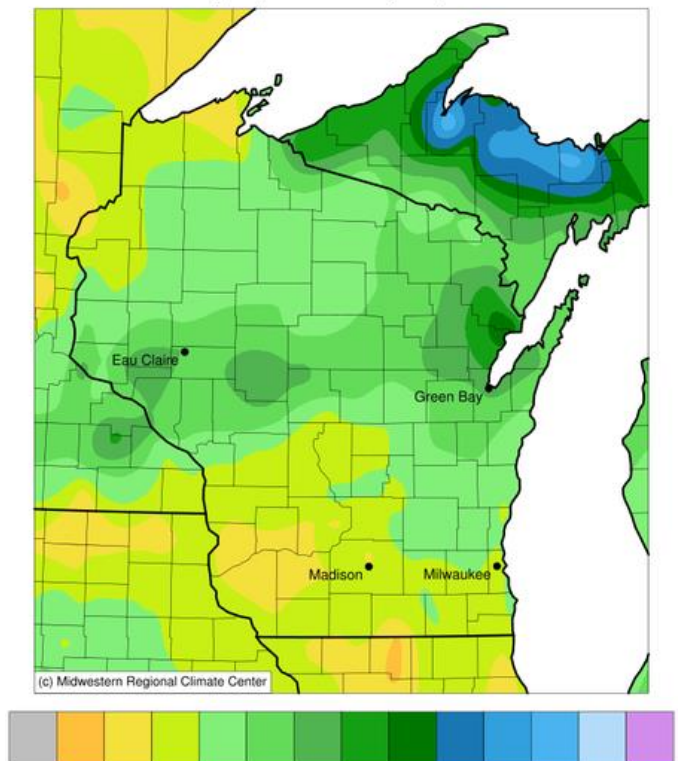 Eau Claire
Green Bay
Madison
Milwaukee
(c) Midwestern Regional Climate Center